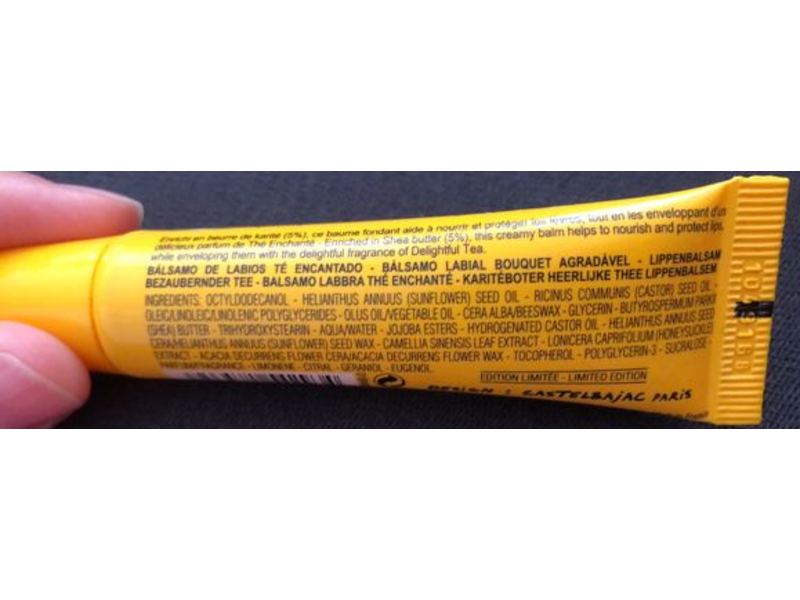 Enrichi en beurre de karité (5%), ce baume fondant aide à nourrir et protéger les lèvres, tout en les enveloppant d'un
délicieux parfum de Thé Enchanté - Enriched in Shea butter (5%), this creamy balm helps to nourish and protect lips,
while enveloping them with the delightful fragrance of Delightful Tea.
BÁLSAMO DE LABIOS TÉ ENCANTADO - BÁLSAMO LABIAL BOUQUET AGRADÁVEL - LIPPENBALSAM
BEZAUBERNDER TEE - BALSAMO LABBRA THÉ ENCHANTÉ - KARITÉBOTER HEERLIJKE THEE LIPPENBALSEM
INGREDIENTS: OCTYLDODECANOL - HELIANTHUS ANNUUS (SUNFLOWER) SEED OIL - RICINUS COMMUNIS (CASTOR) SEED OIL -
OLEIC/LINOLEIC/LINOLENIC POLYGLYCERIDES - OLUS OIL/VEGETABLE OIL - CERA ALBA/BEESWAX - GLYCERIN - BUTYROSPERMUM PARKII
(SHEA) BUTTER - TRIHYDROXYSTEARIN - AQUA/WATER - JOJOBA ESTERS - HYDROGENATED CASTOR OIL - HELIANTHUS ANNUUS SEED
CERA/HELIANTHUS ANNUUS (SUNFLOWER) SEED WAX - CAMELLIA SINENSIS LEAF EXTRACT - LONICERA CAPRIFOLIUM (HONEYSUCKLE)
EXTRACT - ACACIA DECURRENS FLOWER CERA/ACACIA DECURRENS FLOWER WAX - TOCOPHEROL - POLYGLYCERIN-3 - SUCRALOSE -
PARFUM/FRAGRANCE - LIMONENE - CITRAL - GERANIOL - EUGENOL.
EDITION LIMITÉE - LIMITED EDITION
DESIGN : CASTELBAJAC PARIS